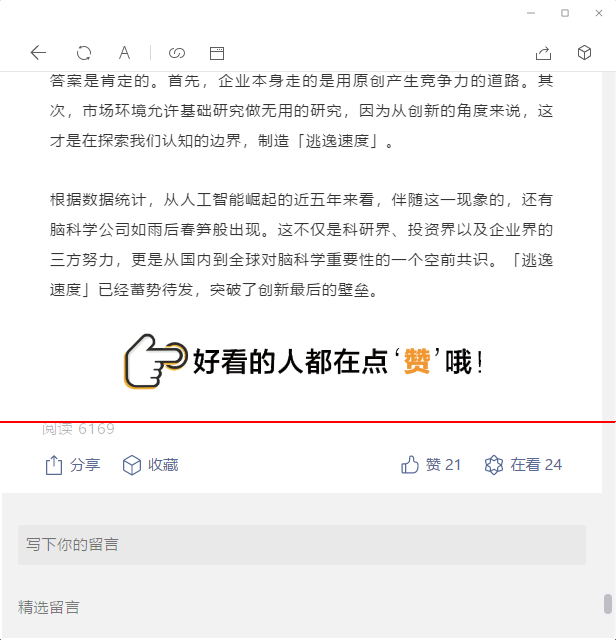 答案是肯定的。首先，企业本身走的是用原创产生竞争力的道路。其
次，市场环境允许基础研究做无用的研究，因为从创新的角度来说，这
才是在探索我们认知的边界，制造「逃逸速度」。
根据数据统计，从人工智能崛起的近五年来看，伴随这一现象的，还有
脑科学公司如雨后春笋般出现。这不仅是科研界、投资界以及企业界的
三方努力，更是从国内到全球对脑科学重要性的一个空前共识。「逃逸
速度」已经蓄势待发，突破了创新最后的壁垒。
好看的人都在点‘赞’哦！
阅读 6169
分享 收藏 赞 21 在看 24
写下你的留言
精选留言